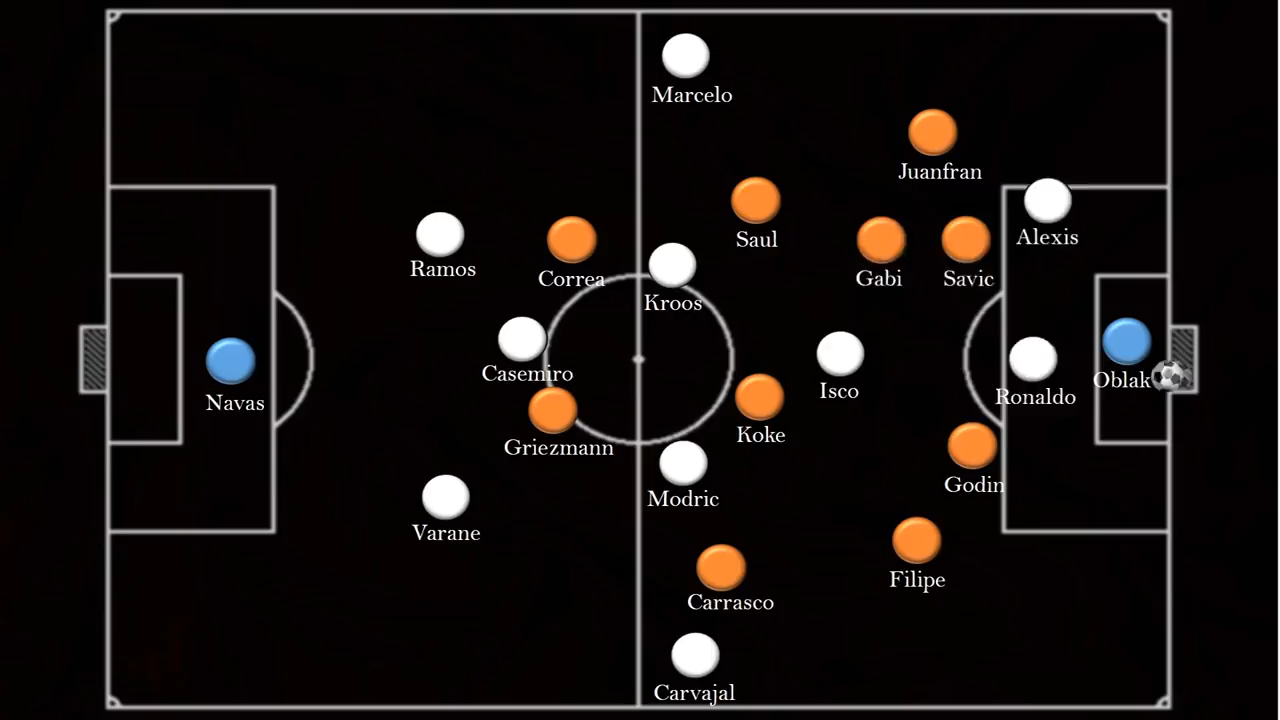 Marcelo
Juanfran
Saul
Alexis
Ramos
Correa
Gabi
Savic
Kroos
Casemiro
Oblak
Isco
Ronaldo
Navas
Koke
Griezmann
Godin
Modric
Varane
Filipe
Carrasco
Carvajal